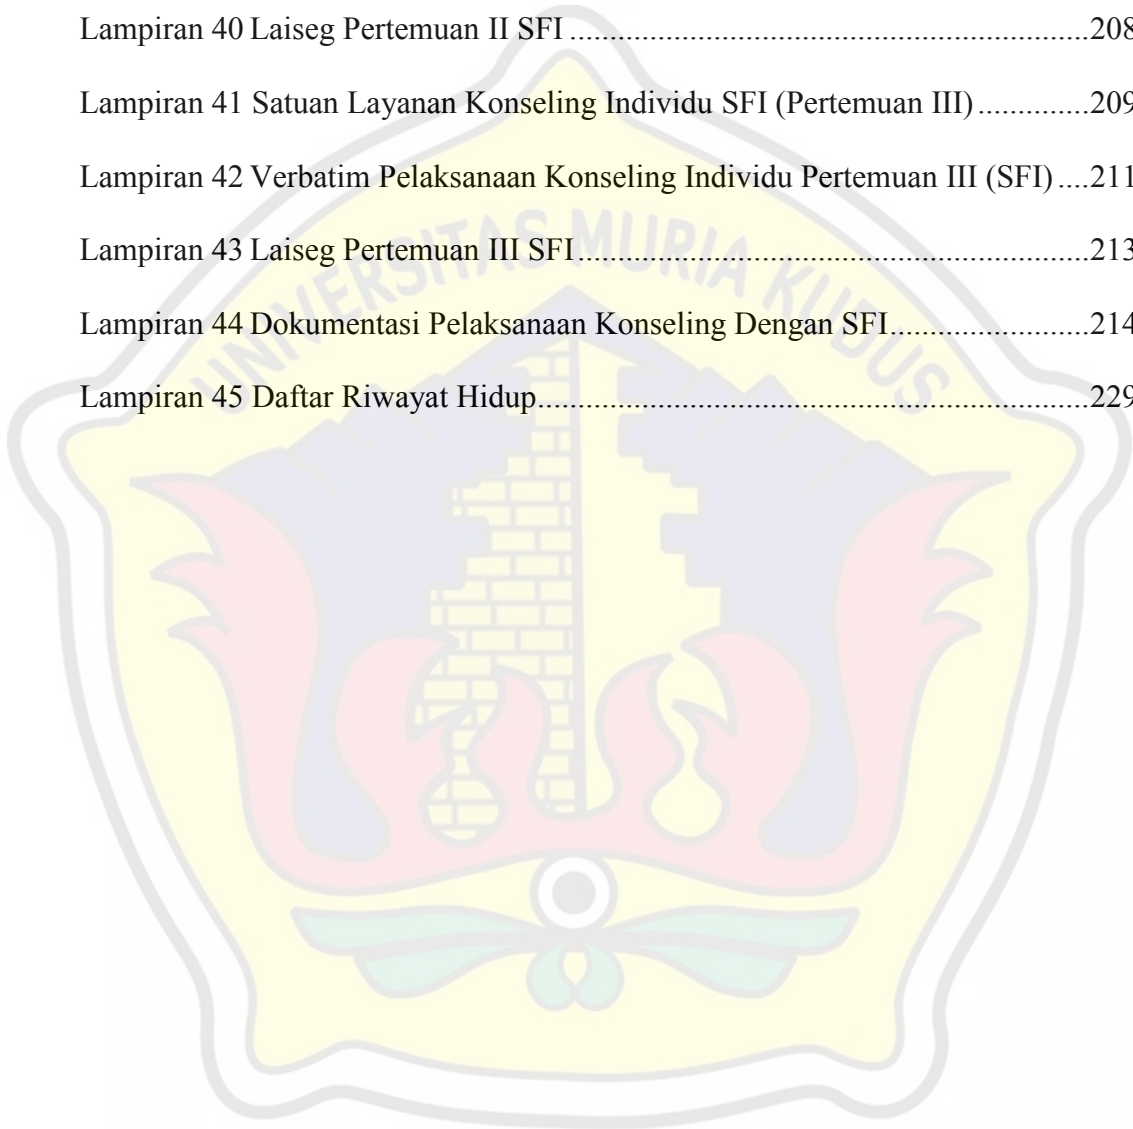 Lampiran 40 Laiseg Pertemuan II SFI ..................................................................208
Lampiran 41 Satuan Layanan Konseling Individu SFI (Pertemuan III) ..............209
Lampiran 42 Verbatim Pelaksanaan Konseling Individu Pertemuan III (SFI) ....211
Lampiran 43 Laiseg Pertemuan III SFI.................................................................213
Lampiran 44 Dokumentasi Pelaksanaan Konseling Dengan SFI.........................214
Lampiran 45 Daftar Riwayat Hidup......................................................................229
UNIVERSITAS MURIA KUDUS